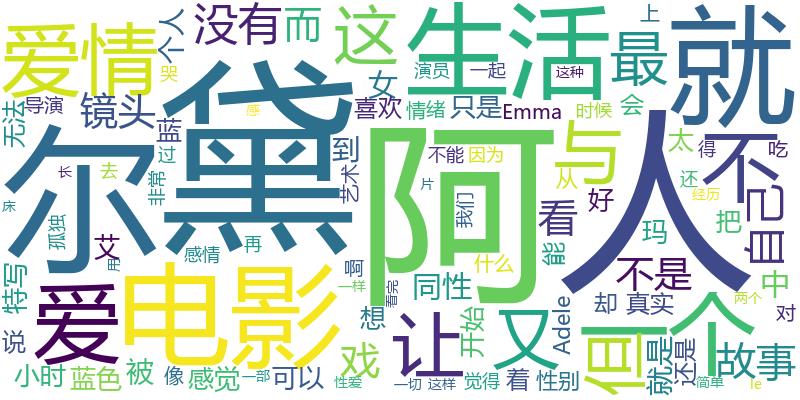 爱情
个人
没有
而
这
生活
最
上
就
哭
女
演员
一起
这种
无法
导演
镜头
蓝
感
喜欢
情绪
只是
Emma
时候
会
太
得
吃
尔
黛
阿
人
与
不
自己
长
去
非常
过
到
艺术
不能
因为
从
还
经历
片
我们
床
孤独
艾
用
感情
再
啊
看
好
能
玛
把
不是
中
特写
爱
电影
一样
看完
同性
什么
想
开始
Adele
却
真实
个
对
两个
说
让
又
但
戏
就是
还是
故事
小时
蓝色
被
像
感觉
一部
可以
性爱
一切
这样
觉得
着
性别
简单
le